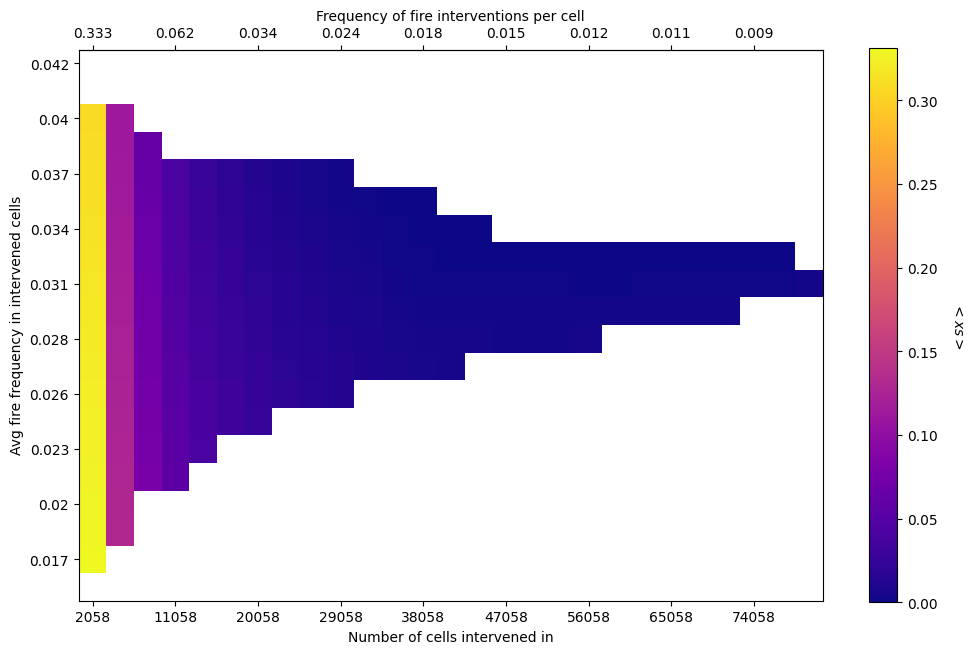 Frequency of fire interventions per cell
0.333 0.062 0.034 0.024 0.018 0.015 0.012 0.011 0.009
0.042
0.04
0.037
0.034
0.031
0.028
0.026
0.023
0.02
0.017
Avg fire frequency in intervened cells
2058 11058 20058 29058 38058 47058 56058 65058 74058
Number of cells intervened in
0.30
0.25
0.20
0.15
0.10
0.05
0.00
< sx >